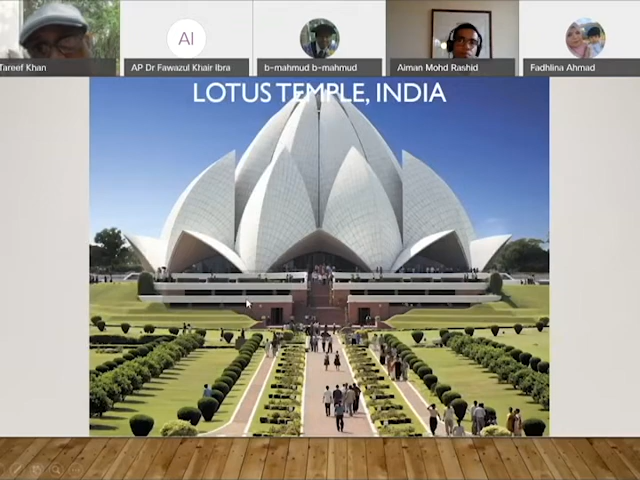 Tareef Khan
AI
AP Dr Fawazul Khair Ibra
b-mahmud b-mahmud
Aiman Mohd Rashid
Fadhlina Ahmad
LOTUS TEMPLE, INDIA